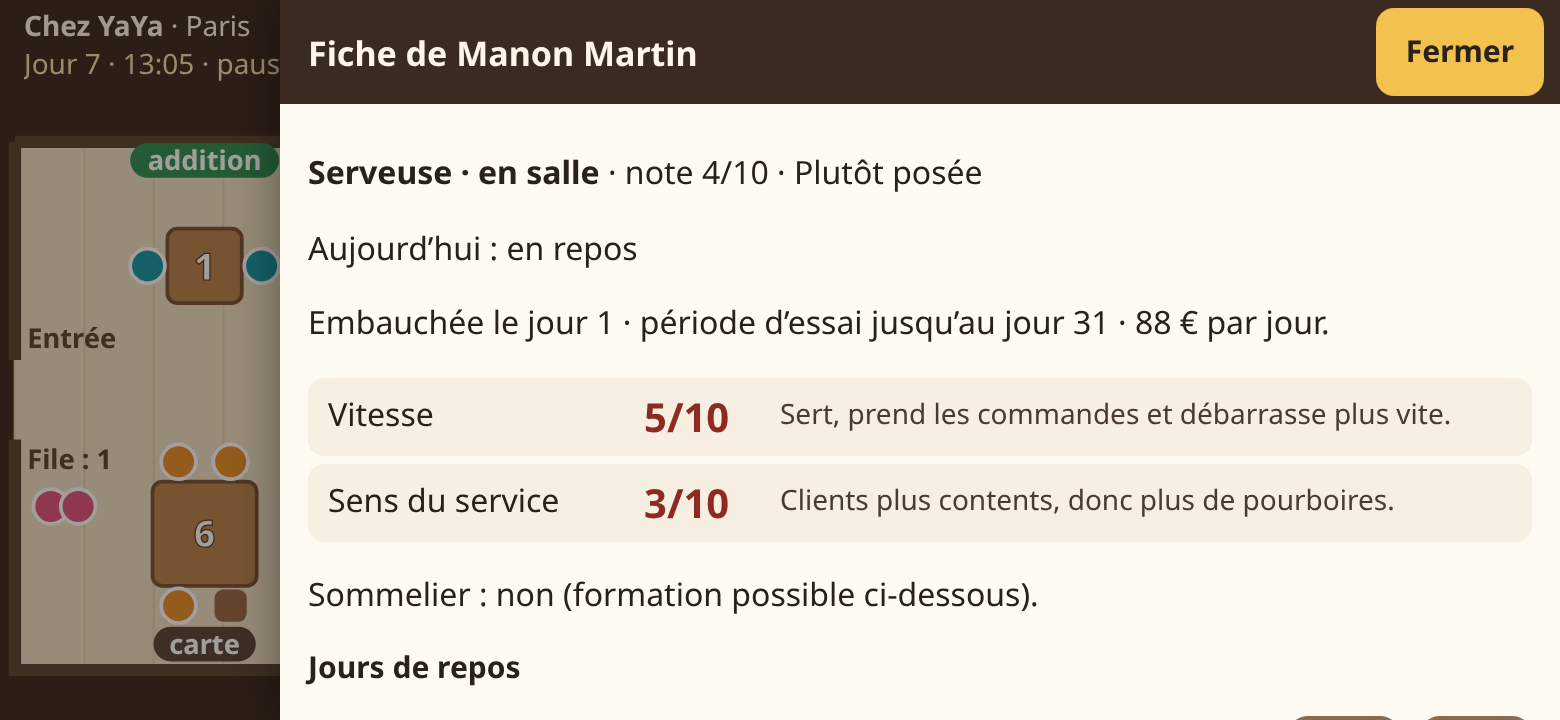 Chez YaYa · Paris
Jour 7 · 13:05 · paus
addition
1
Entrée
File : 1
6
carte
Fiche de Manon Martin
Fermer
Serveuse · en salle · note 4/10 · Plutôt posée
Aujourd’hui : en repos
Embauchée le jour 1 · période d’essai jusqu’au jour 31 · 88 € par jour.
Vitesse 5/10 Sert, prend les commandes et débarrasse plus vite.
Sens du service 3/10 Clients plus contents, donc plus de pourboires.
Sommelier : non (formation possible ci-dessous).
Jours de repos